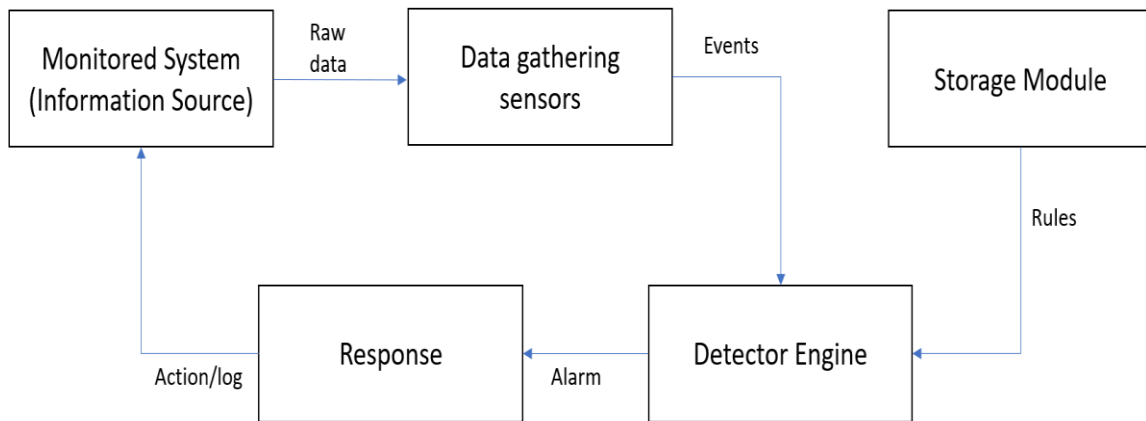 Monitored System
(Information Source)
Raw
data
Data gathering
sensors
Events
Storage Module
Rules
Response
Detector Engine
Action/log
Alarm